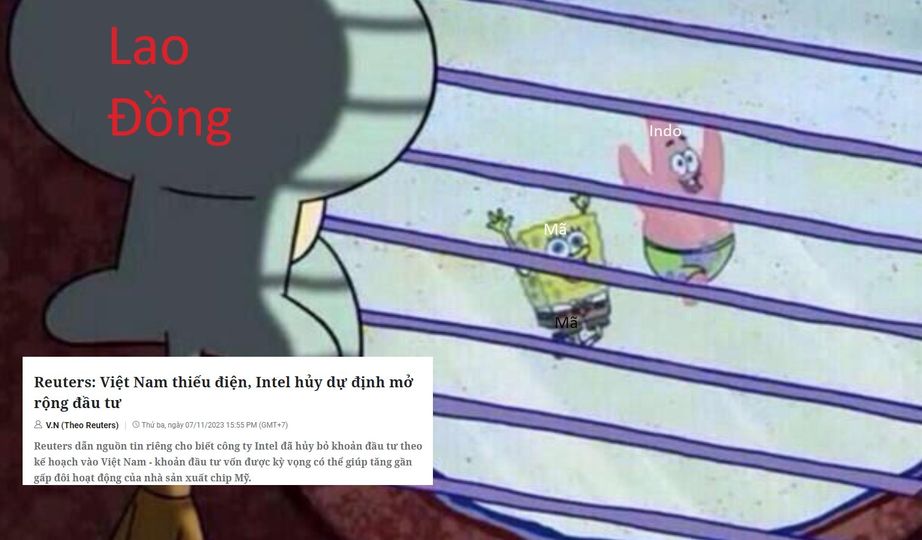 Lao
Đồng
Indo
Mã
Mã
Reuters: Việt Nam thiếu điện, Intel hủy dự định mở
rộng đầu tư
V.N (Theo Reuters) | Thứ ba, ngày 07/11/2023 15:55 PM (GMT+7)
Reuters dẫn nguồn tin riêng cho biết công ty Intel đã hủy bỏ khoản đầu tư theo
kế hoạch vào Việt Nam - khoản đầu tư vốn được kỳ vọng có thể giúp tăng gần
gấp đôi hoạt động của nhà sản xuất chip Mỹ.